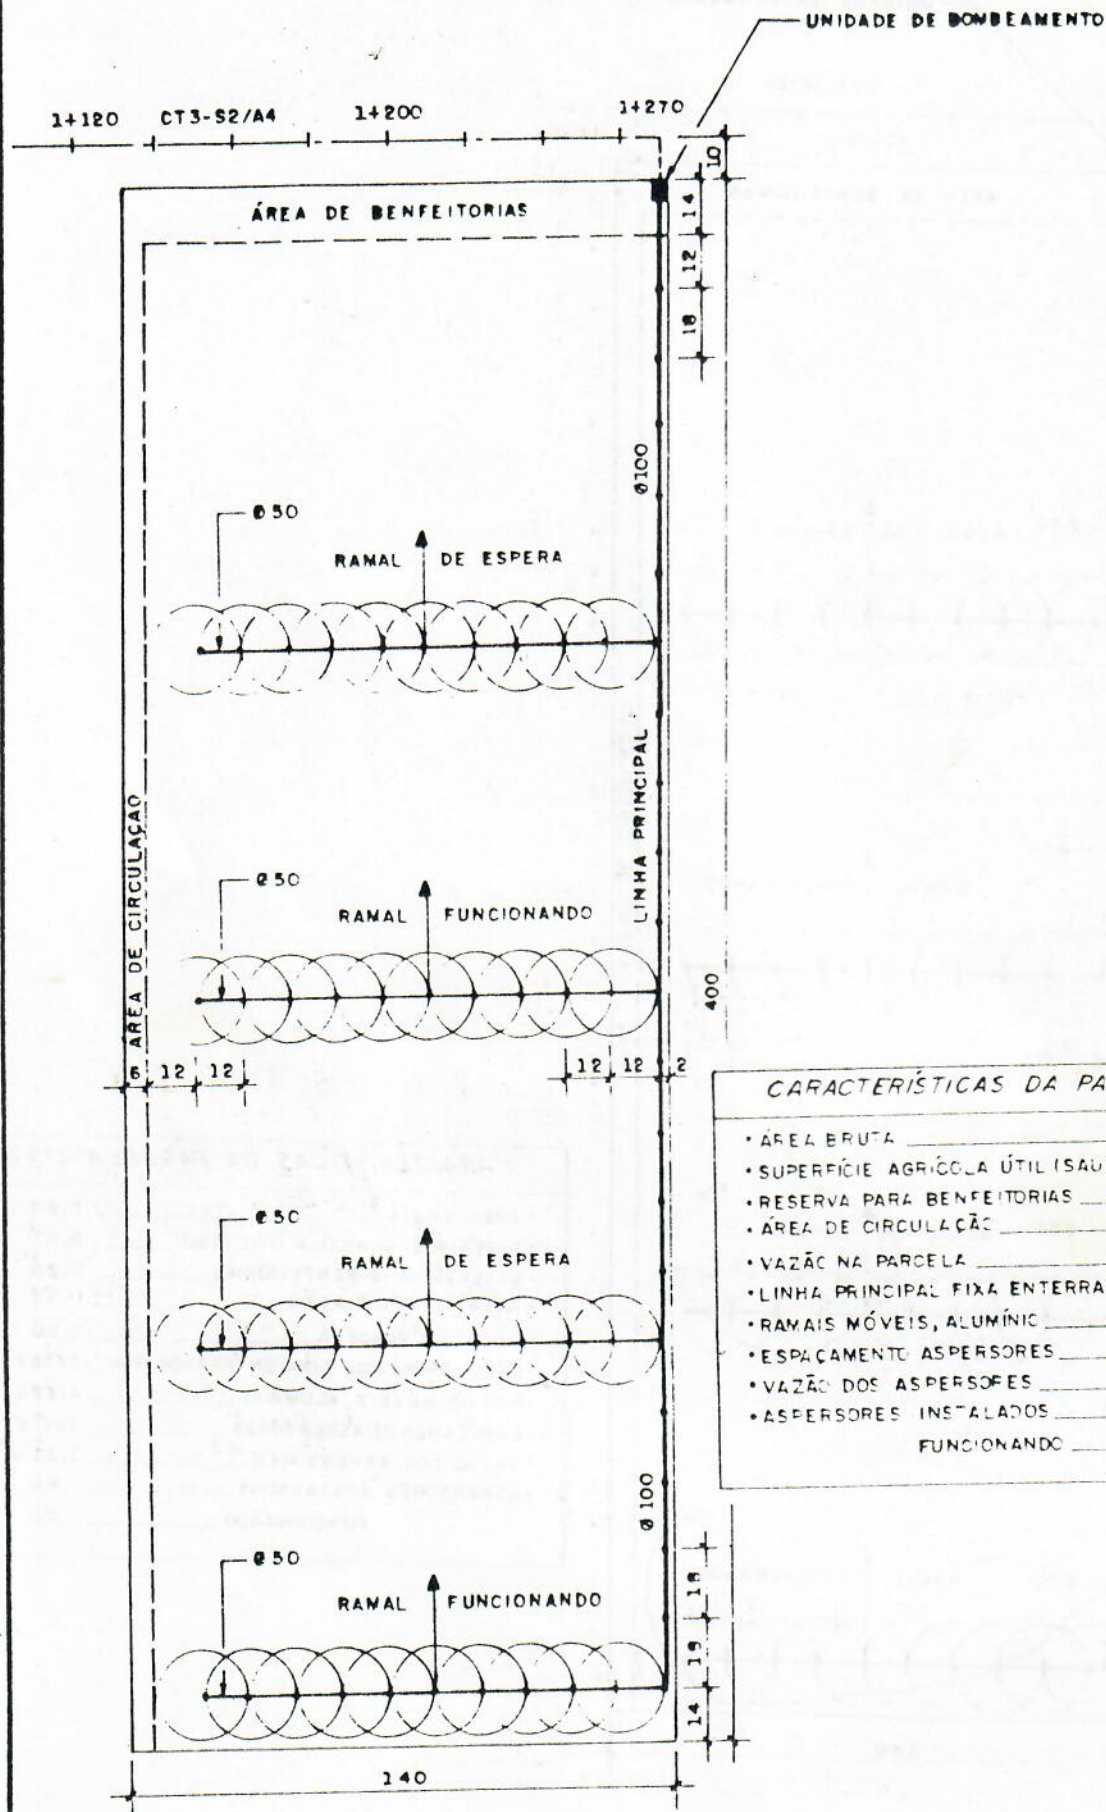 UNIDADE DE BOMBEAMENTO
1+120 CT3-S2/A4 1+200 1+270
10
ÁREA DE BENFEITORIAS
14
12
18
Ø100
Ø50
RAMAL DE ESPERA
LINHA PRINCIPAL
ÁREA DE CIRCULAÇÃO
Ø50
RAMAL FUNCIONANDO
400
6 12 12 12 12 2
CARACTERÍSTICAS DA PA
• ÁREA BRUTA
• SUPERFÍCIE AGRÍCOLA ÚTIL (SAU
• RESERVA PARA BENFEITORIAS
• ÁREA DE CIRCULAÇÃO
• VAZÃO NA PARCELA
• LINHA PRINCIPAL FIXA ENTERRA
• RAMAIS MÓVEIS, ALUMÍNIO
• ESPAÇAMENTO ASPERSORES
• VAZÃO DOS ASPERSORES
• ASPERSORES INSTALADOS
FUNCIONANDO
Ø50
RAMAL DE ESPERA
Ø100
Ø50
RAMAL FUNCIONANDO
18
14
140